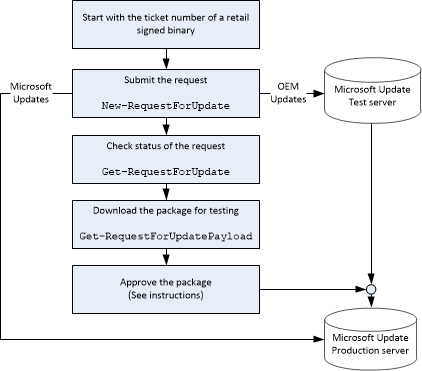 Start with the ticket number of a retail
signed binary
Submit the request
New-RequestForUpdate
Microsoft
Updates
OEM
Updates
Microsoft Update
Test server
Check status of the request
Get-RequestForUpdate
Download the package for testing
Get-RequestForUpdatePayload
Approve the package
(See instructions)
Microsoft Update
Production server